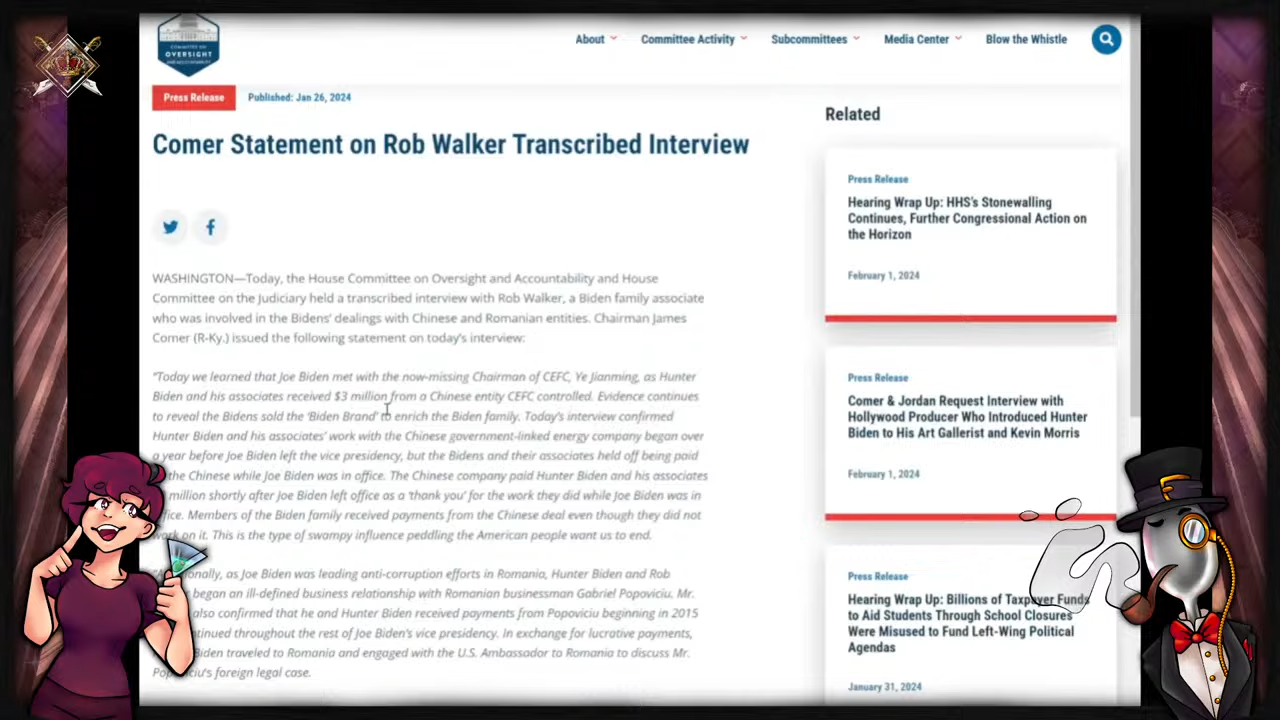 COMMITTEE ON
OVERSIGHT
AND ACCOUNTABILITY
About
Committee Activity
Subcommittees
Media Center
Blow the Whistle
Press Release
Published: Jan 26, 2024
Comer Statement on Rob Walker Transcribed Interview
WASHINGTON—Today, the House Committee on Oversight and Accountability and House
Committee on the Judiciary held a transcribed interview with Rob Walker, a Biden family associate
who was involved in the Bidens’ dealings with Chinese and Romanian entities. Chairman James
Comer (R-Ky.) issued the following statement on today’s interview:
“Today we learned that Joe Biden met with the now-missing Chairman of CEFC, Ye Jianming, as Hunter
Biden and his associates received $3 million from a Chinese entity CEFC controlled. Evidence continues
to reveal the Bidens sold the ‘Biden Brand’ to enrich the Biden family. Today’s interview confirmed
Hunter Biden and his associates’ work with the Chinese government-linked energy company began over
a year before Joe Biden left the vice presidency, but the Bidens and their associates held off being paid
the Chinese while Joe Biden was in office. The Chinese company paid Hunter Biden and his associates
million shortly after Joe Biden left office as a ‘thank you’ for the work they did while Joe Biden was in
Members of the Biden family received payments from the Chinese deal even though they did not
work on it. This is the type of swampy influence peddling the American people want us to end.
as Joe Biden was leading anti-corruption efforts in Romania, Hunter Biden and Rob
began an ill-defined business relationship with Romanian businessman Gabriel Popoviciu. Mr.
also confirmed that he and Hunter Biden received payments from Popoviciu beginning in 2015
throughout the rest of Joe Biden’s vice presidency. In exchange for lucrative payments,
Biden traveled to Romania and engaged with the U.S. Ambassador to Romania to discuss Mr.
Popoviciu’s foreign legal case.
Related
Press Release
Hearing Wrap Up: HHS’s Stonewalling
Continues, Further Congressional Action on
the Horizon
February 1, 2024
Press Release
Comer & Jordan Request Interview with
Hollywood Producer Who Introduced Hunter
Biden to His Art Gallerist and Kevin Morris
February 1, 2024
Press Release
Hearing Wrap Up: Billions of Taxpayer Funds
to Aid Students Through School Closures
Were Misused to Fund Left-Wing Political
Agendas
January 31, 2024